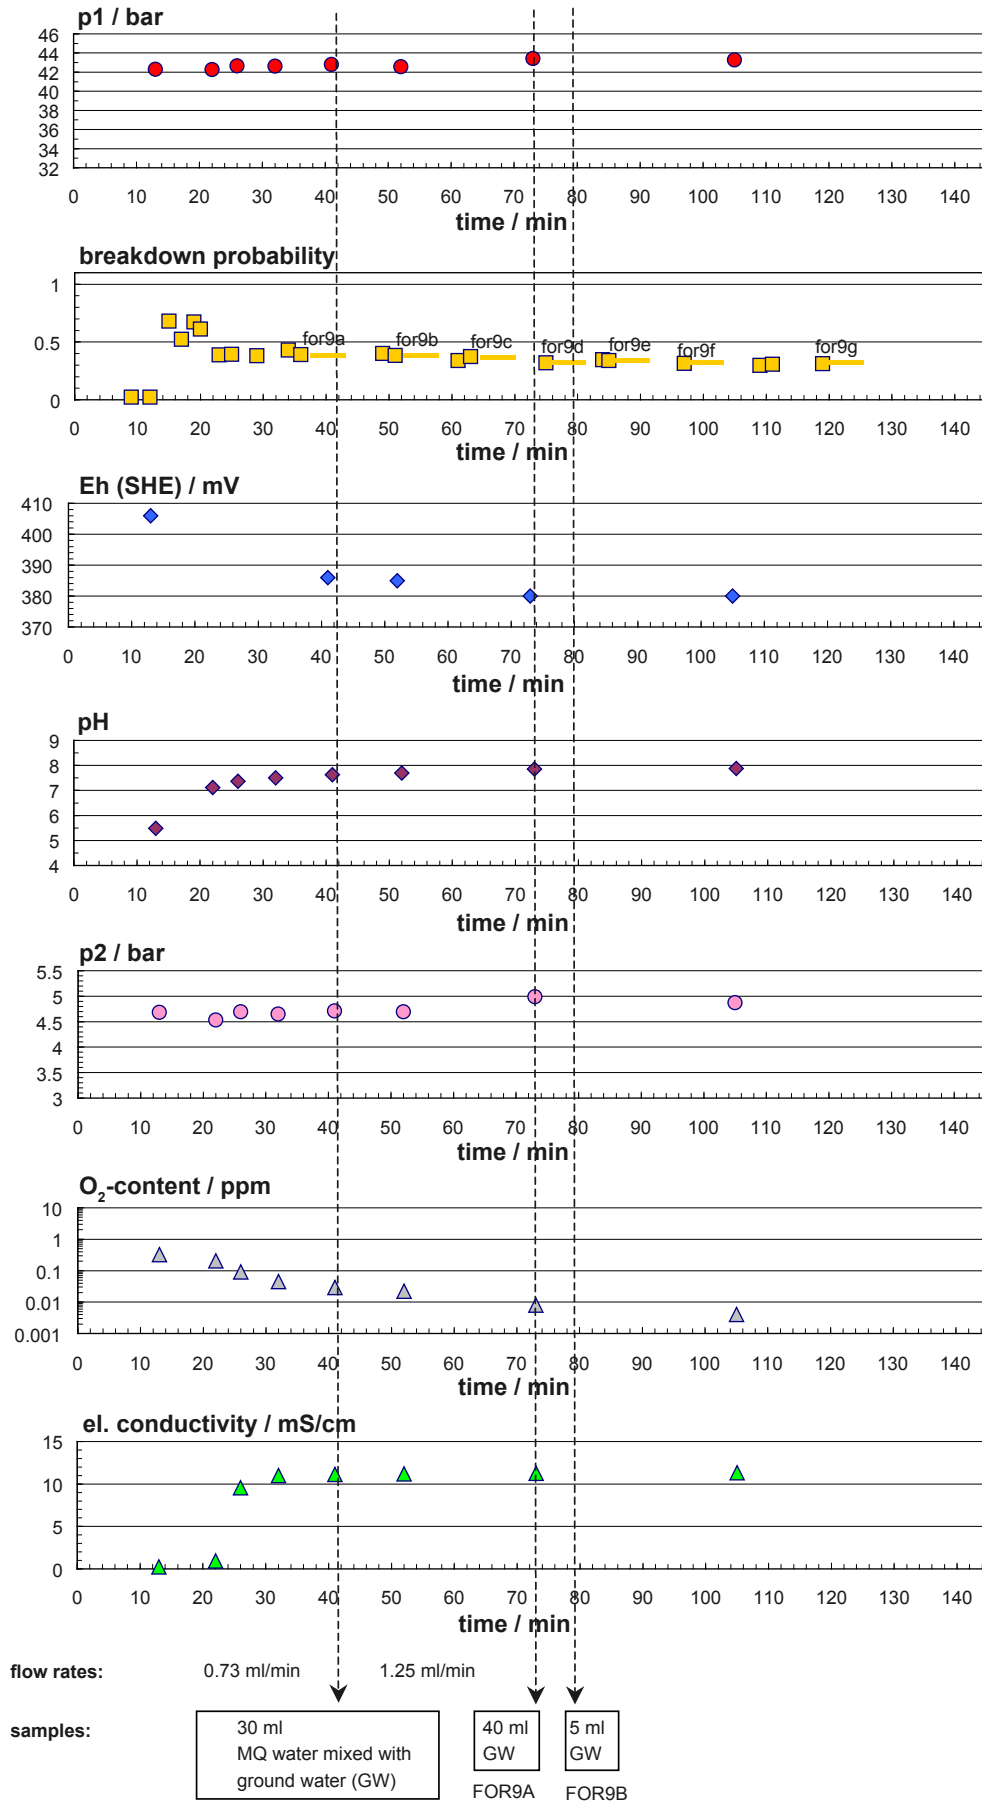 p1 / bar
46
44
42
40
38
36
34
32
0 10 20 30 40 50 60 70 80 90 100 110 120 130 140
time / min
breakdown probability
1
0.5
0
for9a for9b for9c for9d for9e for9f for9g
0 10 20 30 40 50 60 70 80 90 100 110 120 130 140
time / min
Eh (SHE) / mV
410
400
390
380
370
0 10 20 30 40 50 60 70 80 90 100 110 120 130 140
time / min
pH
9
8
7
6
5
4
0 10 20 30 40 50 60 70 80 90 100 110 120 130 140
time / min
p2 / bar
5.5
5
4.5
4
3.5
3
0 10 20 30 40 50 60 70 80 90 100 110 120 130 140
time / min
O₂-content / ppm
10
1
0.1
0.01
0.001
0 10 20 30 40 50 60 70 80 90 100 110 120 130 140
time / min
el. conductivity / mS/cm
15
10
5
0
0 10 20 30 40 50 60 70 80 90 100 110 120 130 140
time / min
flow rates: 0.73 ml/min 1.25 ml/min
samples:
30 ml
MQ water mixed with
ground water (GW)
40 ml
GW
FOR9A
5 ml
GW
FOR9B